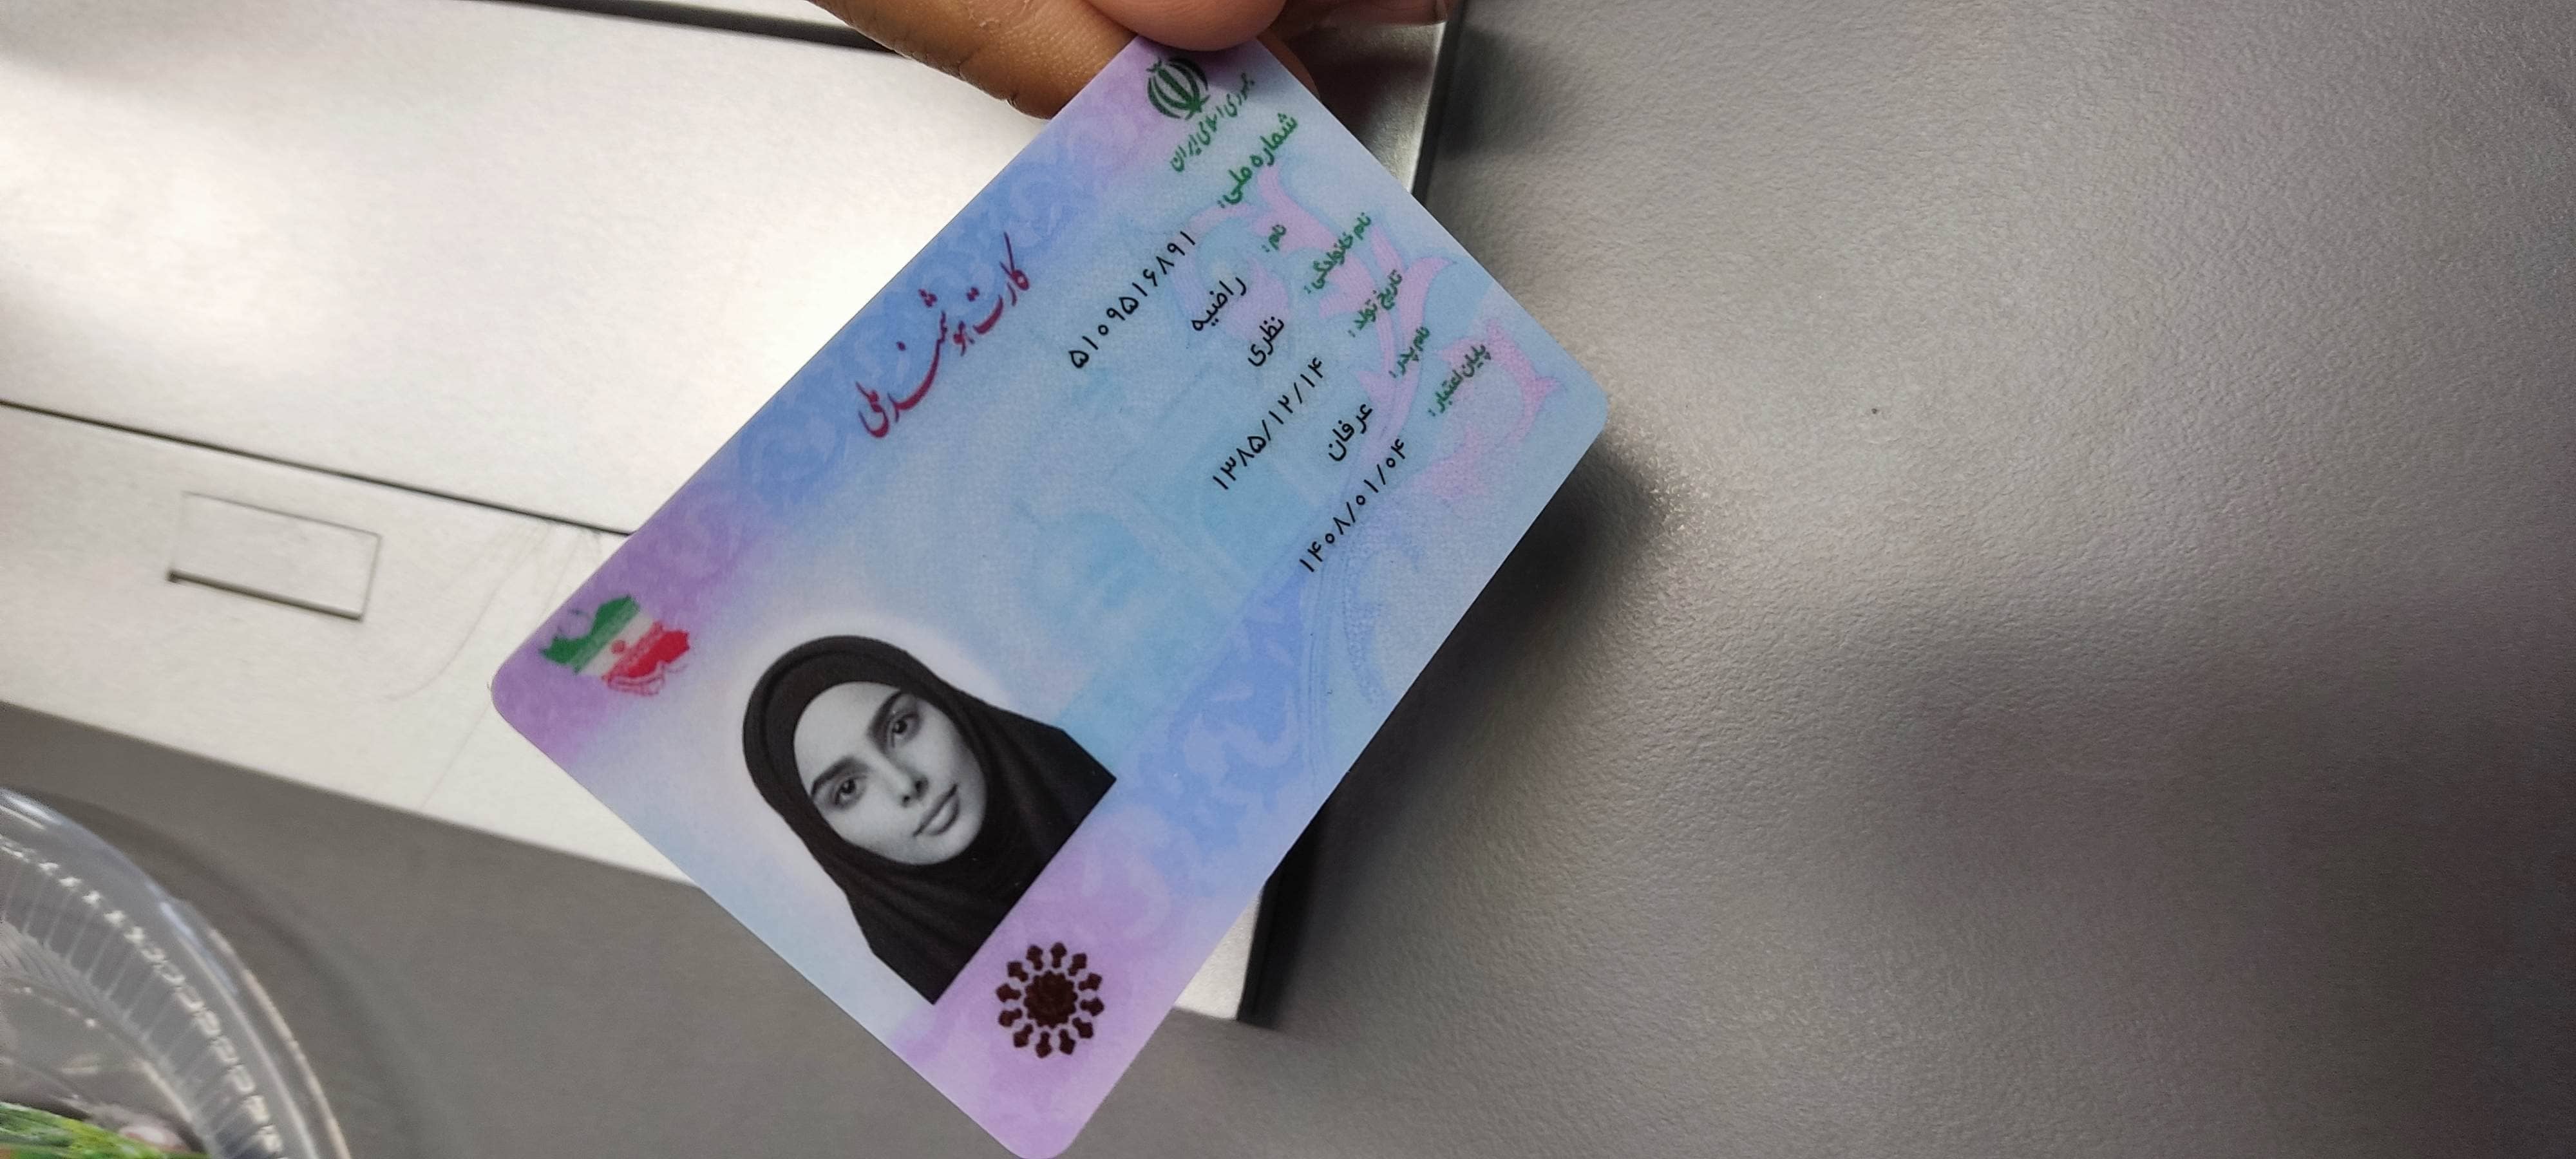 جمهوری اسلامی ایران
کارت هوشمند ملی
شماره ملی: ۵۱۰۹۵۱۶۸۹۱
نام: راضیه
نام خانوادگی: نظری
تاریخ تولد: ۱۳۸۵/۱۲/۱۴
نام پدر: عرفان
پایان اعتبار: ۱۴۰۸/۰۱/۰۴